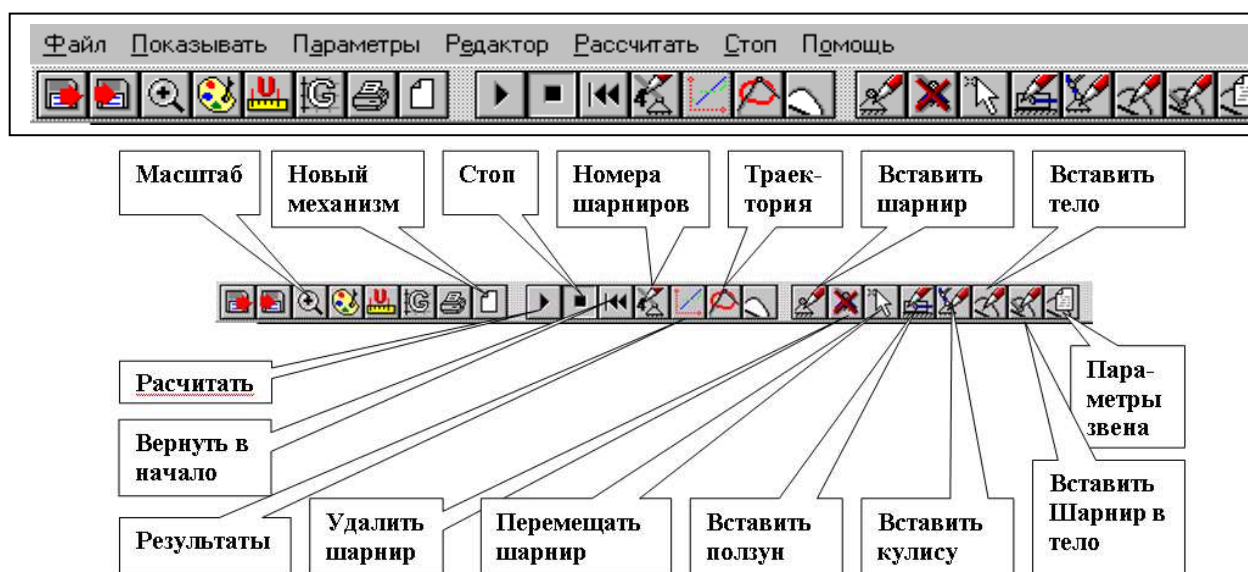 Файл Показывать Параметры Редактор Рассчитать Стоп Помощь
Масштаб
Новый
механизм
Стоп
Номера
шарниров
Траек-
тория
Вставить
шарнир
Вставить
тело
Расчитать
Вернуть в
начало
Результаты
Удалить
шарнир
Перемещать
шарнир
Вставить
ползун
Вставить
кулису
Пара-
метры
звена
Вставить
Шарнир в
тело